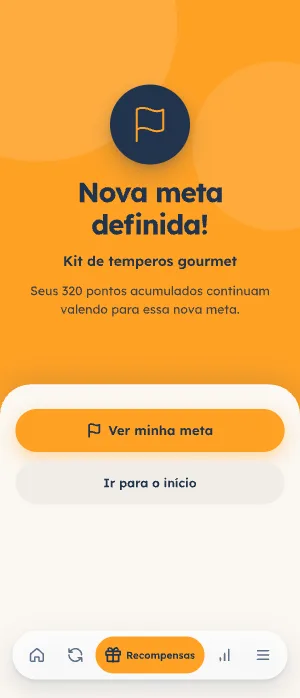 Nova meta
definida!
Kit de temperos gourmet
Seus 320 pontos acumulados continuam
valendo para essa nova meta.
Ver minha meta
Ir para o início
Recompensas